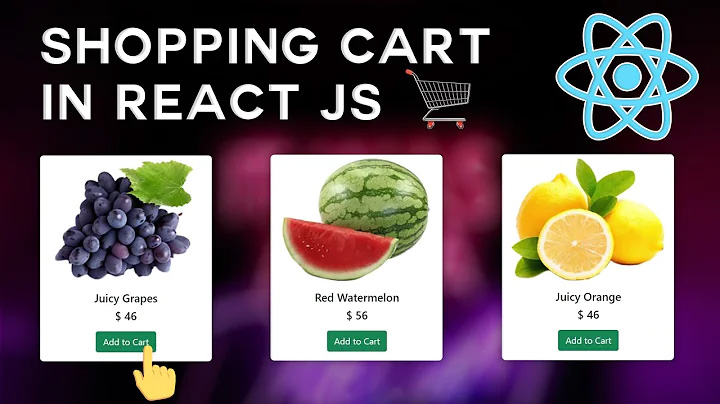 SHOPPING CART
IN REACT JS
Juicy Grapes
$ 46
Add to Cart
Red Watermelon
$ 56
Add to Cart
Juicy Orange
$ 46
Add to Cart